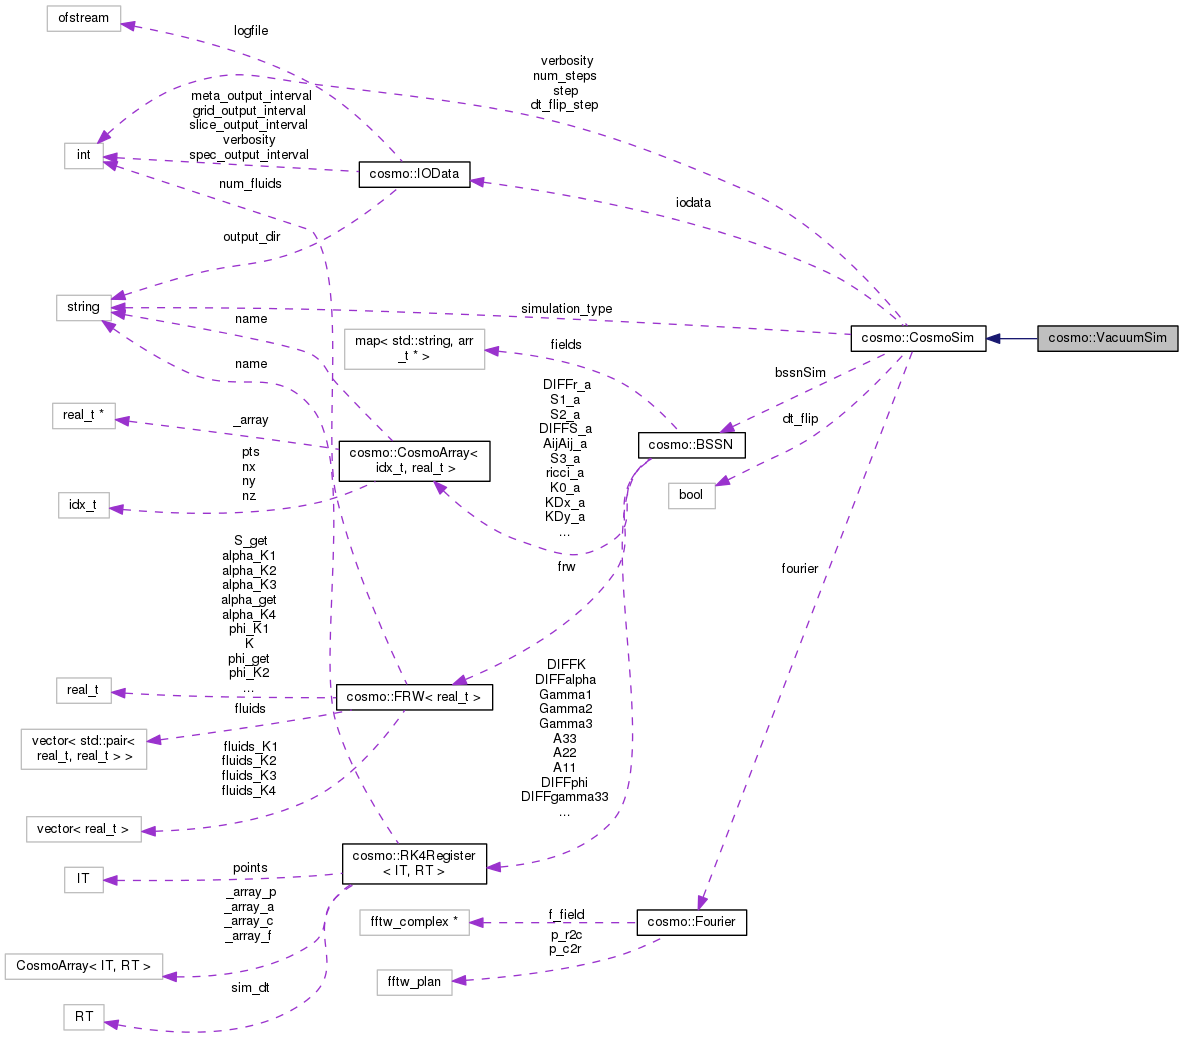 ofstream
logfile
verbosity
num_steps
step
dt_flip_step
meta_output_interval
grid_output_interval
slice_output_interval
verbosity
spec_output_interval
int
cosmo::IOData
num_fluids
iodata
output_dir
string
simulation_type
name
cosmo::CosmoSim
cosmo::VacuumSim
map< std::string, arr
_t * >
fields
name
bssnSim
DIFFr_a
S1_a
S2_a
DIFFS_a
AijAij_a
S3_a
ricci_a
K0_a
KDx_a
KDy_a
...
real_t *
_array
dt_flip
cosmo::BSSN
cosmo::CosmoArray<
idx_t, real_t >
pts
nx
ny
nz
idx_t
bool
S_get
alpha_K1
alpha_K2
alpha_K3
alpha_get
alpha_K4
phi_K1
K
phi_get
phi_K2
...
frw
fourier
real_t
cosmo::FRW< real_t >
DIFFK
DIFFalpha
Gamma1
Gamma2
Gamma3
A33
A22
A11
DIFFphi
DIFFgamma33
...
fluids
vector< std::pair<
real_t, real_t > >
fluids_K1
fluids_K2
fluids_K3
fluids_K4
vector< real_t >
cosmo::RK4Register
< IT, RT >
points
IT
_array_p
_array_a
_array_c
_array_f
fftw_complex *
f_field
cosmo::Fourier
p_r2c
p_c2r
CosmoArray< IT, RT >
fftw_plan
sim_dt
RT